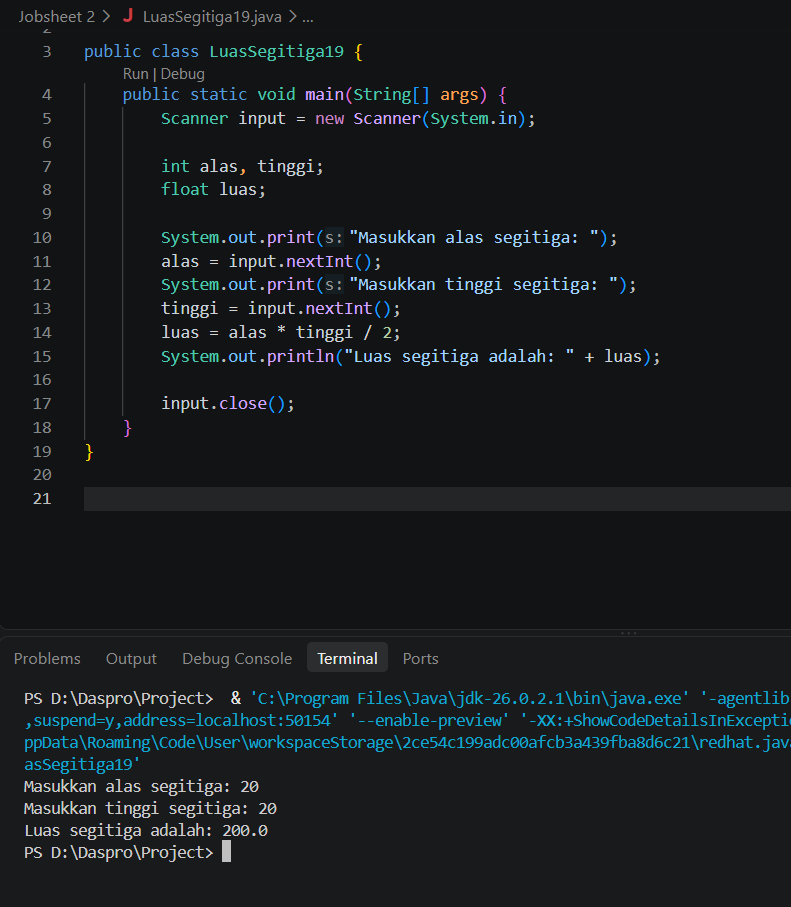 Jobsheet 2 > J LuasSegitiga19.java > ...
2
3 public class LuasSegitiga19 {
Run | Debug
4 public static void main(String[] args) {
5 Scanner input = new Scanner(System.in);
6
7 int alas, tinggi;
8 float luas;
9
10 System.out.print(s: "Masukkan alas segitiga: ");
11 alas = input.nextInt();
12 System.out.print(s: "Masukkan tinggi segitiga: ");
13 tinggi = input.nextInt();
14 luas = alas * tinggi / 2;
15 System.out.println("Luas segitiga adalah: " + luas);
16
17 input.close();
18 }
19 }
20
21
Problems Output Debug Console Terminal Ports
PS D:\Daspro\Project> & 'C:\Program Files\Java\jdk-26.0.2.1\bin\java.exe' '-agentlib
,suspend=y,address=localhost:50154' '--enable-preview' '-XX:+ShowCodeDetailsInExcepti
ppData\Roaming\Code\User\workspaceStorage\2ce54c199adc00afcb3a439fba8d6c21\redhat.jav
asSegitiga19'
Masukkan alas segitiga: 20
Masukkan tinggi segitiga: 20
Luas segitiga adalah: 200.0
PS D:\Daspro\Project>